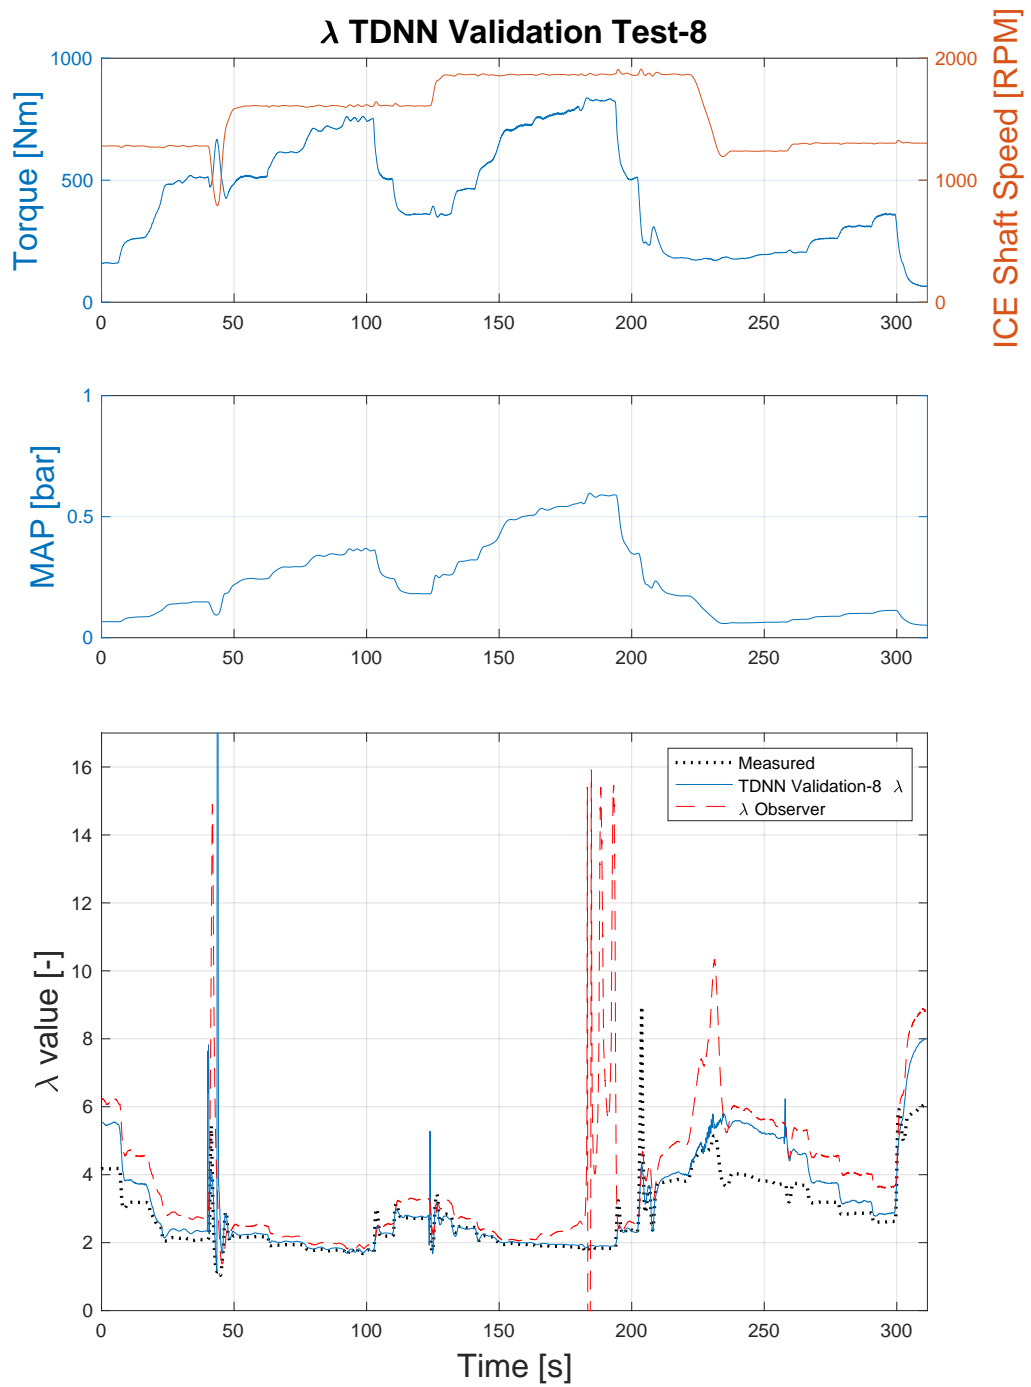 λ TDNN Validation Test-8
Torque [Nm]
1000
500
0
ICE Shaft Speed [RPM]
2000
1000
0
0 50 100 150 200 250 300
MAP [bar]
1
0.5
0
0 50 100 150 200 250 300
λ value [-]
16
14
12
10
8
6
4
2
0
Measured
TDNN Validation-8 λ
λ Observer
0 50 100 150 200 250 300
Time [s]